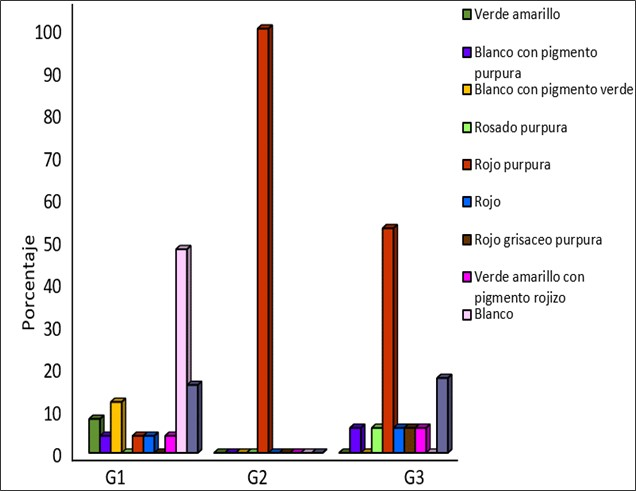 Verde amarillo
Blanco con pigmento
purpura
Blanco con pigmento verde
Rosado purpura
Rojo purpura
Rojo
Rojo grisaceo purpura
Verde amarillo con
pigmento rojizo
Blanco
Porcentaje
100
90
80
70
60
50
40
30
20
10
0
G1
G2
G3